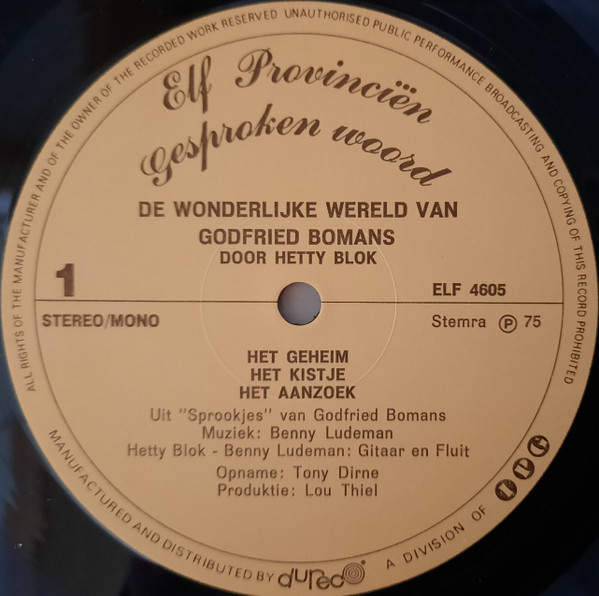 ALL RIGHTS OF THE MANUFACTURER AND OF THE OWNER OF THE RECORDED WORK RESERVED UNAUTHORISED PUBLIC PERFORMANCE BROADCASTING AND COPYING OF THIS RECORD PROHIBITED
Elf Provinciën
Gesproken woord
DE WONDERLIJKE WERELD VAN
GODFRIED BOMANS
DOOR HETTY BLOK
1
ELF 4605
STEREO/MONO
Stemra ℗ 75
HET GEHEIM
HET KISTJE
HET AANZOEK
Uit "Sprookjes" van Godfried Bomans
Muziek: Benny Ludeman
Hetty Blok - Benny Ludeman: Gitaar en Fluit
Opname: Tony Dirne
Produktie: Lou Thiel
MANUFACTURED AND DISTRIBUTED BY dureco A DIVISION OF